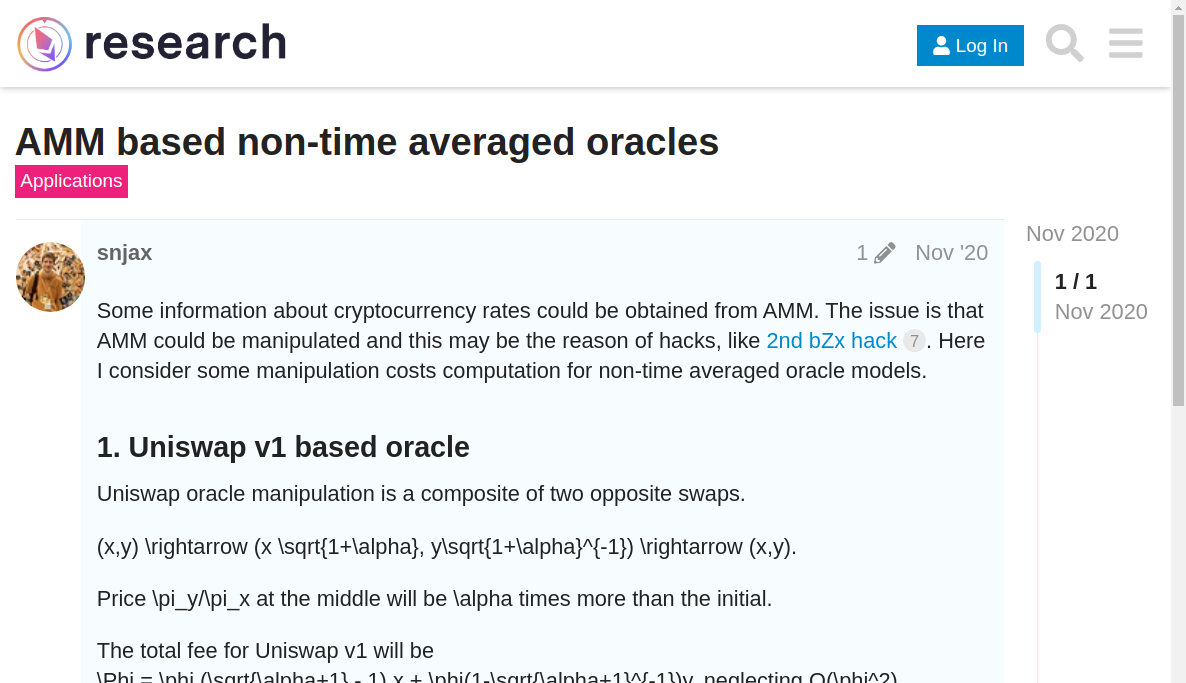 research
Log In
AMM based non-time averaged oracles
Applications
snjax
1
Nov '20
Nov 2020
1 / 1
Nov 2020
Some information about cryptocurrency rates could be obtained from AMM. The issue is that
AMM could be manipulated and this may be the reason of hacks, like 2nd bZx hack 7. Here
I consider some manipulation costs computation for non-time averaged oracle models.
1. Uniswap v1 based oracle
Uniswap oracle manipulation is a composite of two opposite swaps.
(x,y) \rightarrow (x \sqrt{1+\alpha}, y\sqrt{1+\alpha}^{-1}) \rightarrow (x,y).
Price \pi_y/\pi_x at the middle will be \alpha times more than the initial.
The total fee for Uniswap v1 will be
\Phi = \phi (\sqrt{\alpha+1} - 1) x + \phi(1-\sqrt{\alpha+1}^{-1})y, neglecting O(\phi^2)